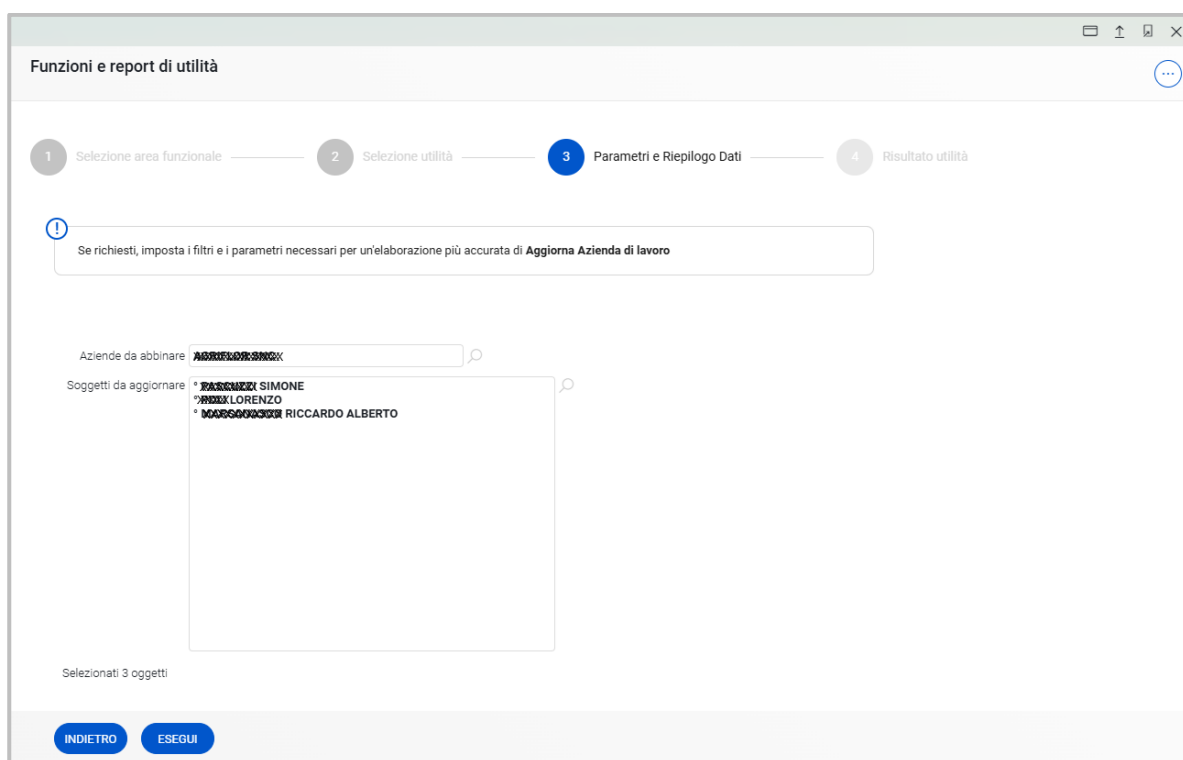 Funzioni e report di utilità
1 Selezione area funzionale 2 Selezione utilità 3 Parametri e Riepilogo Dati 4 Risultato utilità
Se richiesti, imposta i filtri e i parametri necessari per un'elaborazione più accurata di Aggiorna Azienda di lavoro
Aziende da abbinare
Soggetti da aggiornare ° SIMONE
° LORENZO
° RICCARDO ALBERTO
Selezionati 3 oggetti
INDIETRO ESEGUI